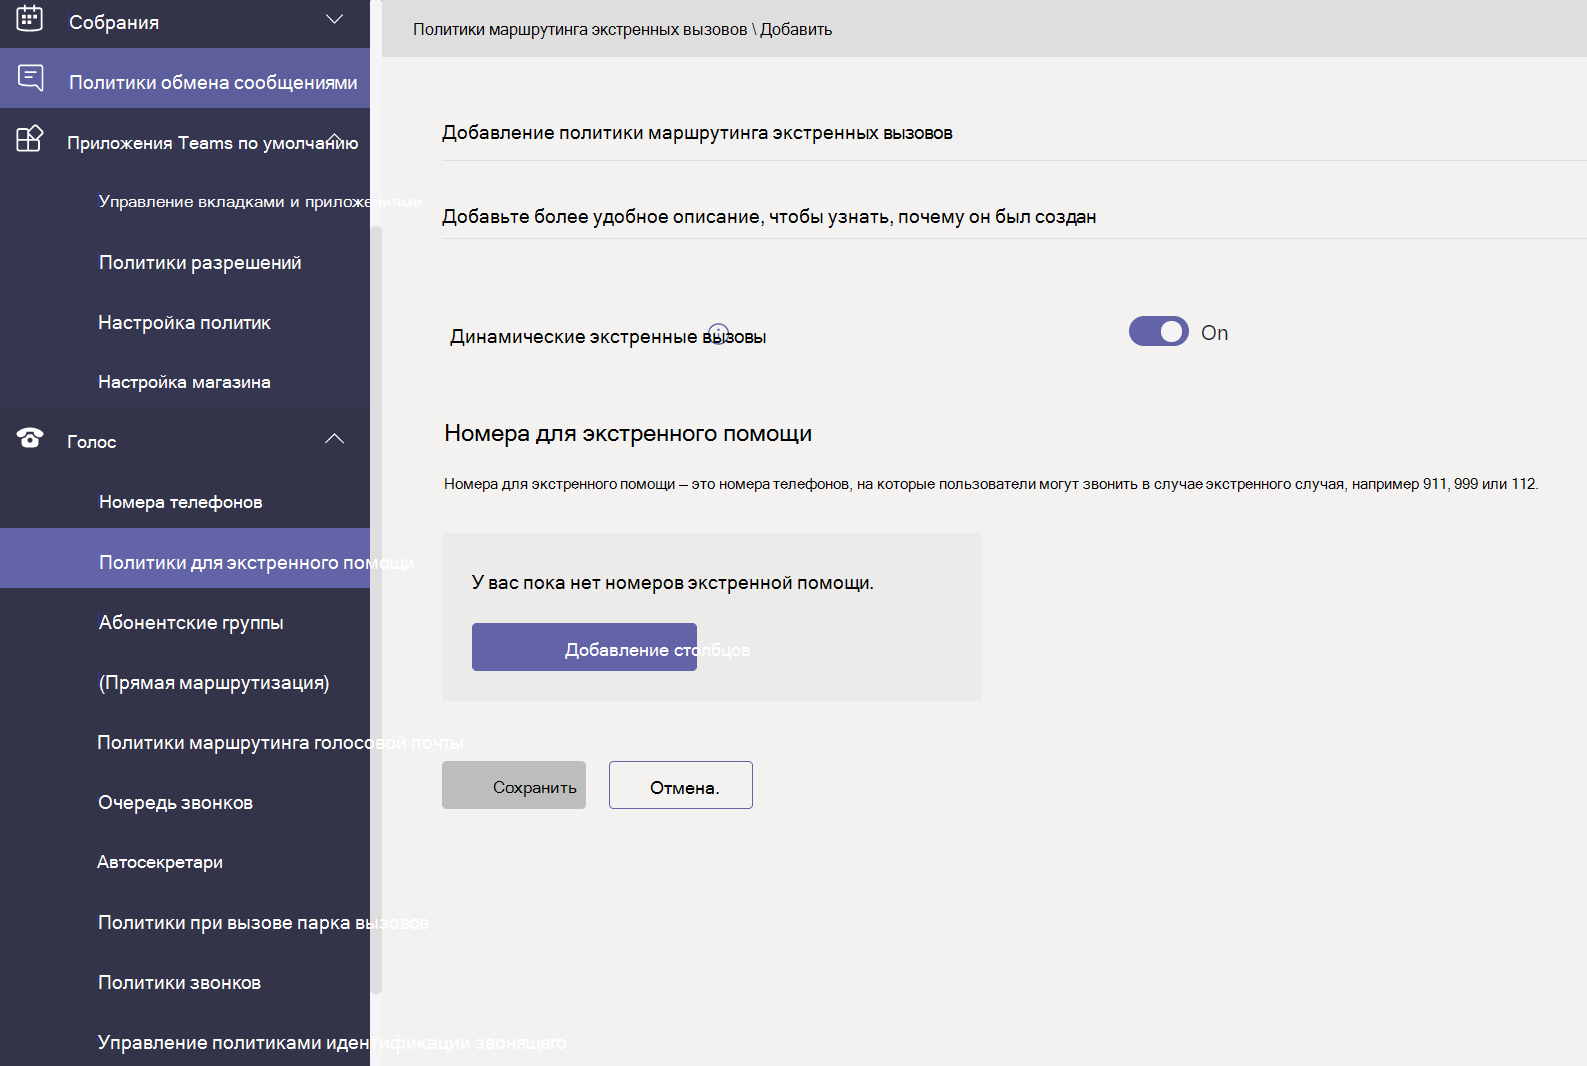 Собрания
Политики обмена сообщениями
Приложения Teams по умолчанию
Управление вкладками и приложениями
Политики разрешений
Настройка политик
Настройка магазина
Голос
Номера телефонов
Политики для экстренного помощи
Абонентские группы
(Прямая маршрутизация)
Политики маршрутинга голосовой почты
Очередь звонков
Автосекретари
Политики при вызове парка вызовов
Политики звонков
Управление политиками идентификации звонящего
Политики маршрутинга экстренных вызовов \ Добавить
Добавление политики маршрутинга экстренных вызовов
Добавьте более удобное описание, чтобы узнать, почему он был создан
Динамические экстренные вызовы
On
Номера для экстренного помощи
Номера для экстренного помощи – это номера телефонов, на которые пользователи могут звонить в случае экстренного случая, например 911, 999 или 112.
У вас пока нет номеров экстренной помощи.
Добавление столбцов
Сохранить
Отмена.